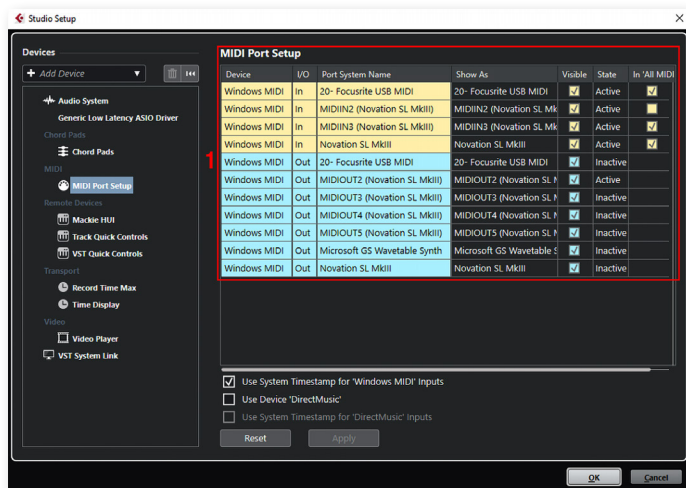 Studio Setup
Devices
+ Add Device
Audio System
Generic Low Latency ASIO Driver
Chord Pads
Chord Pads
MIDI
MIDI Port Setup
Remote Devices
Mackie HUI
Track Quick Controls
VST Quick Controls
Transport
Record Time Max
Time Display
Video
Video Player
VST System Link
1
MIDI Port Setup
Device I/O Port System Name Show As Visible State In 'All MIDI
Windows MIDI In 20- Focusrite USB MIDI 20- Focusrite USB MIDI Active
Windows MIDI In MIDIIN2 (Novation SL MkIII) MIDIIN2 (Novation SL Mk Active
Windows MIDI In MIDIIN3 (Novation SL MkIII) MIDIIN3 (Novation SL Mk Active
Windows MIDI In Novation SL MkIII Novation SL MkIII Active
Windows MIDI Out 20- Focusrite USB MIDI 20- Focusrite USB MIDI Inactive
Windows MIDI Out MIDIOUT2 (Novation SL MkIII) MIDIOUT2 (Novation SL M Active
Windows MIDI Out MIDIOUT3 (Novation SL MkIII) MIDIOUT3 (Novation SL M Inactive
Windows MIDI Out MIDIOUT4 (Novation SL MkIII) MIDIOUT4 (Novation SL M Inactive
Windows MIDI Out MIDIOUT5 (Novation SL MkIII) MIDIOUT5 (Novation SL M Inactive
Windows MIDI Out Microsoft GS Wavetable Synth Microsoft GS Wavetable S Inactive
Windows MIDI Out Novation SL MkIII Novation SL MkIII Inactive
Use System Timestamp for 'Windows MIDI' Inputs
Use Device 'DirectMusic'
Use System Timestamp for 'DirectMusic' Inputs
Reset Apply
OK Cancel